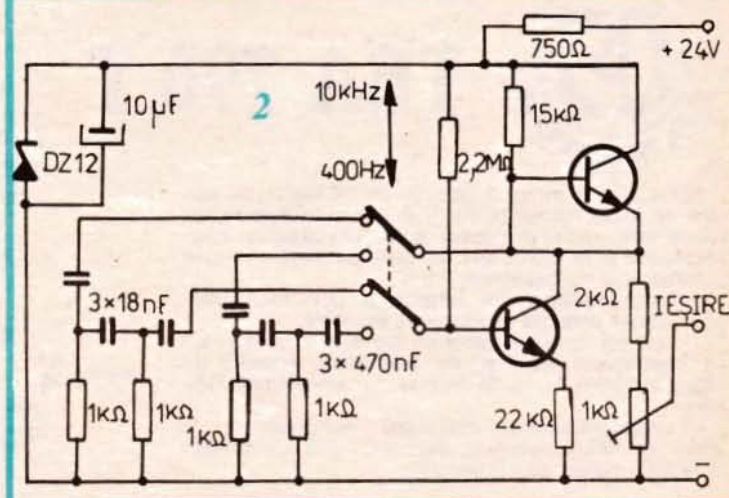 750Ω
+ 24V
10µF
2
10kHz
15kΩ
DZ12
400Hz
2,2MΩ
3×18nF
2kΩ
IEȘIRE
3×470nF
1kΩ
1kΩ
1kΩ
1kΩ
22kΩ
1kΩ
−